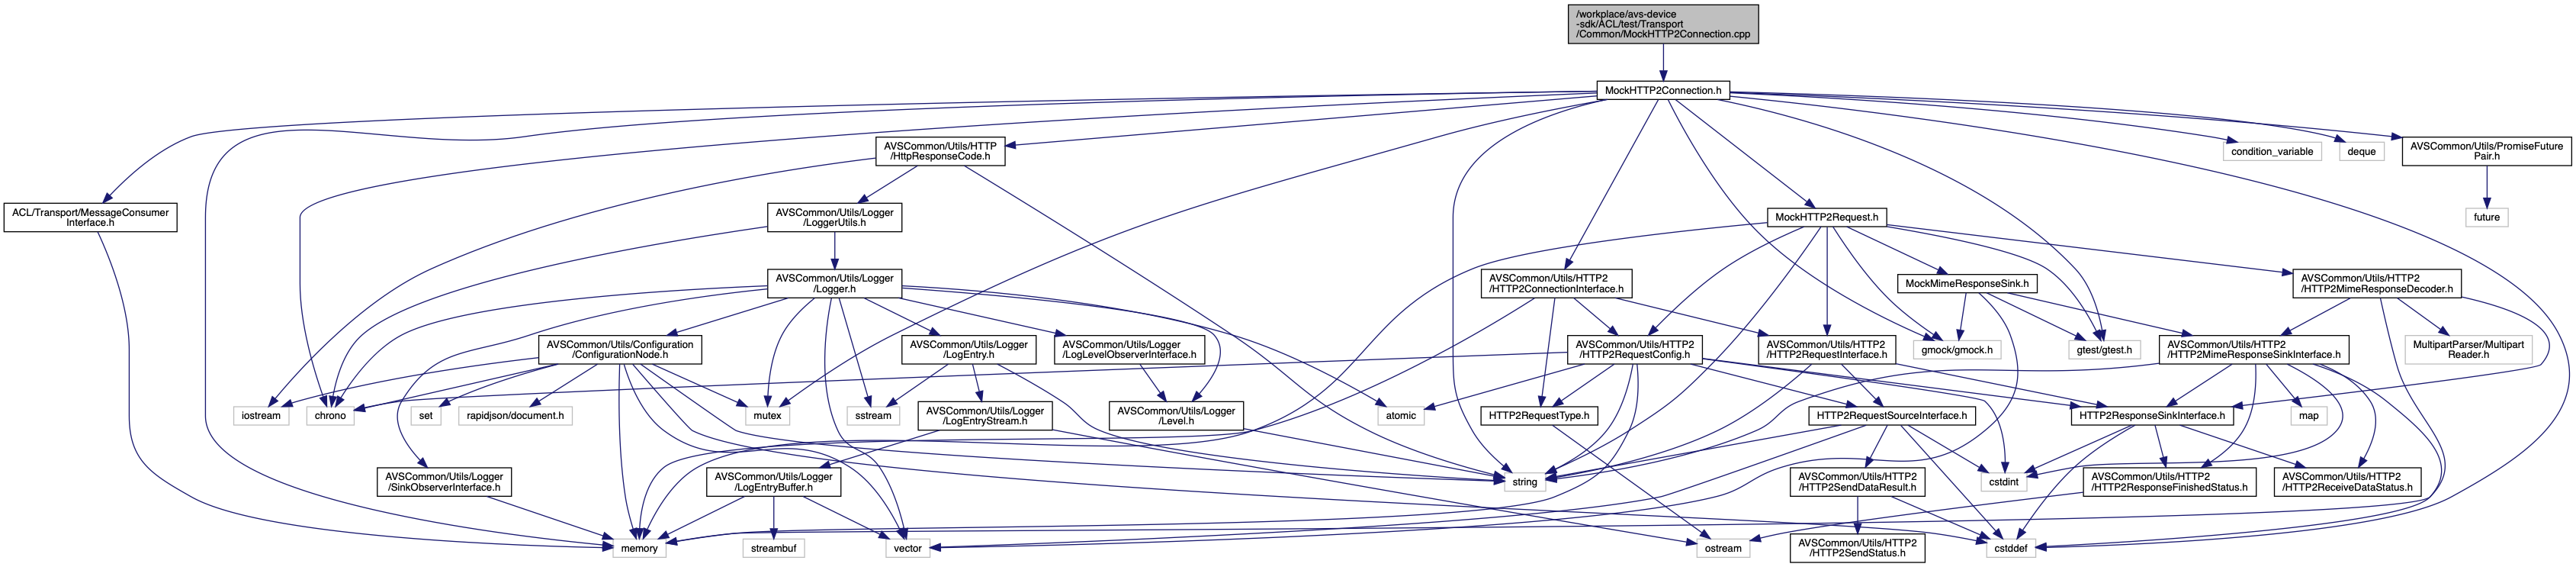 /workplace/avs-device
-sdk/ACL/test/Transport
/Common/MockHTTP2Connection.cpp
MockHTTP2Connection.h
AVSCommon/Utils/HTTP
/HttpResponseCode.h
condition_variable
deque
AVSCommon/Utils/PromiseFuture
Pair.h
ACL/Transport/MessageConsumer
Interface.h
AVSCommon/Utils/Logger
/LoggerUtils.h
MockHTTP2Request.h
future
AVSCommon/Utils/Logger
/Logger.h
AVSCommon/Utils/HTTP2
/HTTP2ConnectionInterface.h
MockMimeResponseSink.h
AVSCommon/Utils/HTTP2
/HTTP2MimeResponseDecoder.h
AVSCommon/Utils/Configuration
/ConfigurationNode.h
AVSCommon/Utils/Logger
/LogEntry.h
AVSCommon/Utils/Logger
/LogLevelObserverInterface.h
AVSCommon/Utils/HTTP2
/HTTP2RequestConfig.h
AVSCommon/Utils/HTTP2
/HTTP2RequestInterface.h
gmock/gmock.h
gtest/gtest.h
AVSCommon/Utils/HTTP2
/HTTP2MimeResponseSinkInterface.h
MultipartParser/Multipart
Reader.h
iostream
chrono
set
rapidjson/document.h
mutex
sstream
AVSCommon/Utils/Logger
/LogEntryStream.h
AVSCommon/Utils/Logger
/Level.h
atomic
HTTP2RequestType.h
HTTP2RequestSourceInterface.h
HTTP2ResponseSinkInterface.h
map
AVSCommon/Utils/Logger
/SinkObserverInterface.h
AVSCommon/Utils/Logger
/LogEntryBuffer.h
string
AVSCommon/Utils/HTTP2
/HTTP2SendDataResult.h
cstdint
AVSCommon/Utils/HTTP2
/HTTP2ResponseFinishedStatus.h
AVSCommon/Utils/HTTP2
/HTTP2ReceiveDataStatus.h
memory
streambuf
vector
ostream
AVSCommon/Utils/HTTP2
/HTTP2SendStatus.h
cstddef